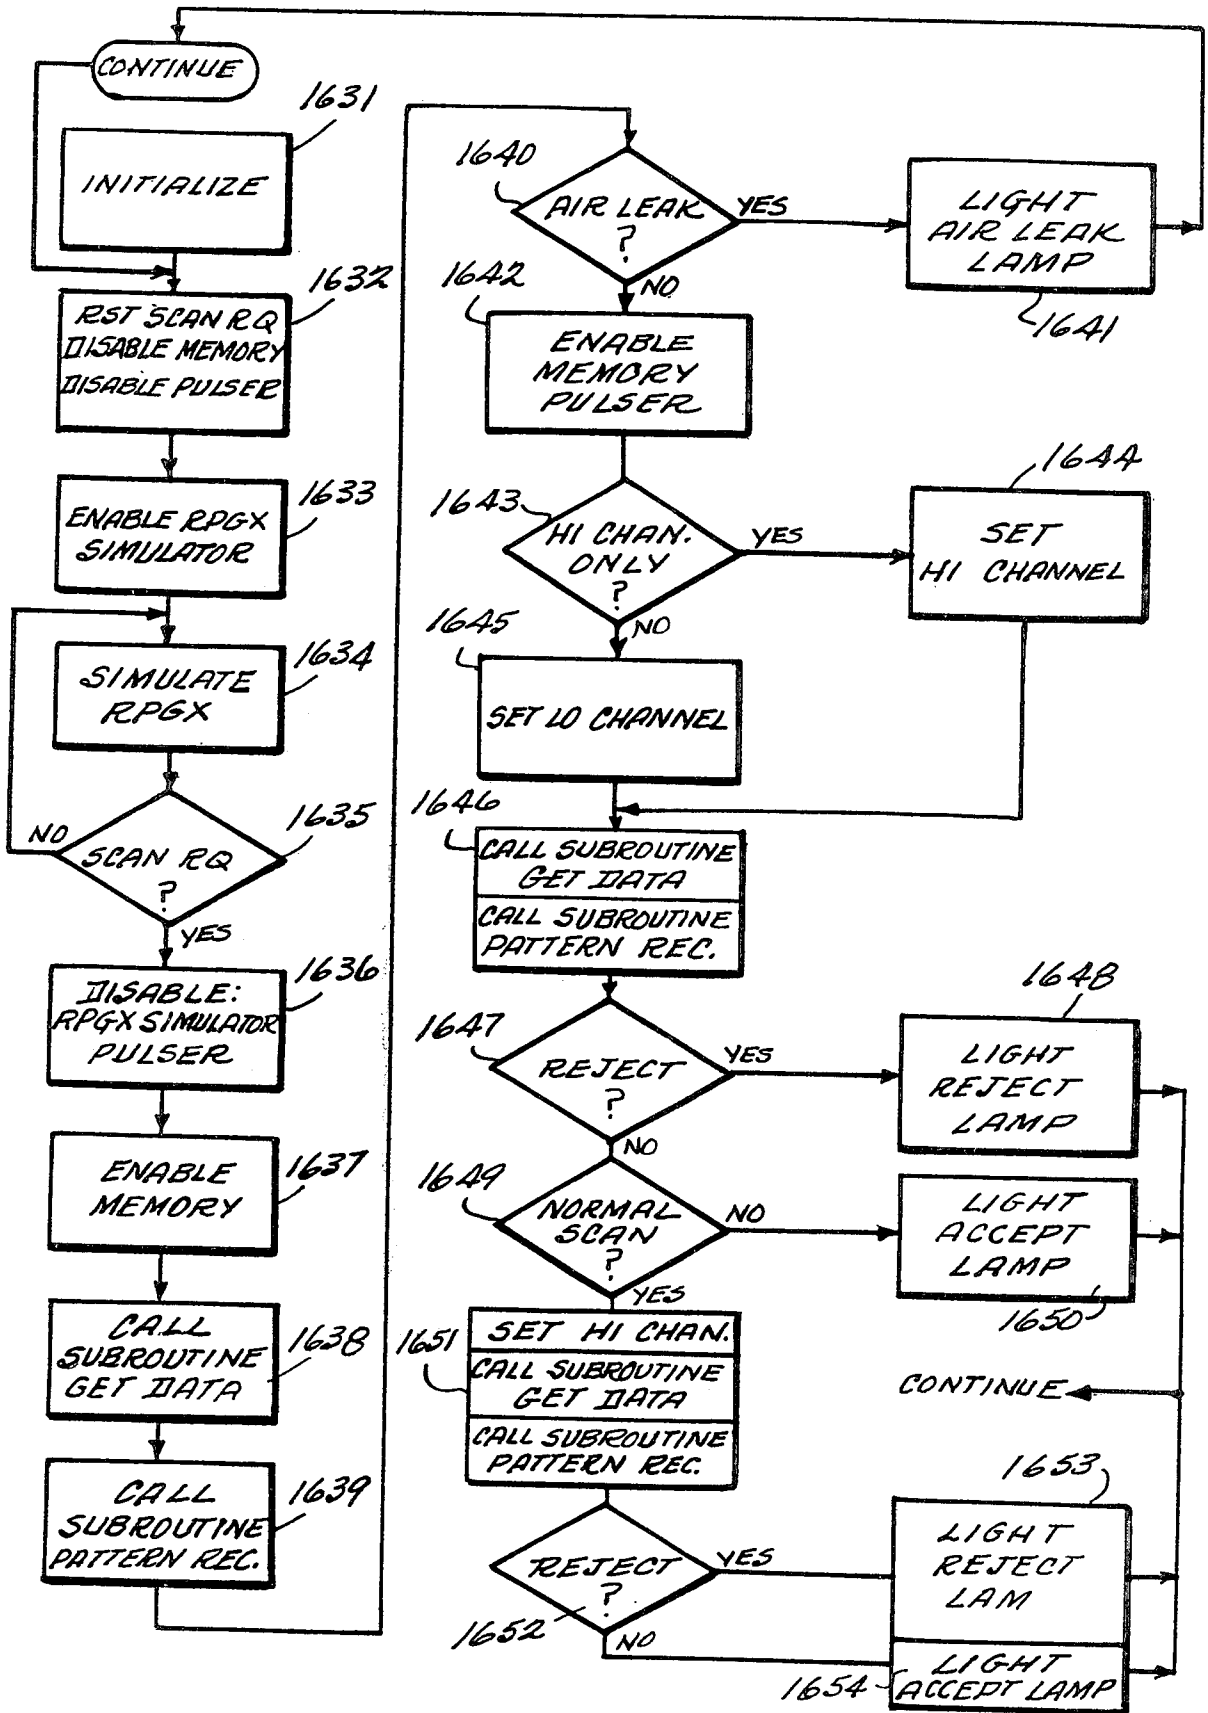 CONTINUE
1631
INITIALIZE
1632
RST SCAN RQ
DISABLE MEMORY
DISABLE PULSER
1633
ENABLE RPGX
SIMULATOR
1634
SIMULATE
RPGX
1635
SCAN RQ
?
NO
YES
1636
DISABLE:
RPGX SIMULATOR
PULSER
1637
ENABLE
MEMORY
1638
CALL
SUBROUTINE
GET DATA
1639
CALL
SUBROUTINE
PATTERN REC.
1640
AIR LEAK
?
YES
NO
LIGHT
AIR LEAK
LAMP
1641
1642
ENABLE
MEMORY
PULSER
1643
HI CHAN.
ONLY
?
YES
NO
1644
SET
HI CHANNEL
1645
SET LO CHANNEL
1646
CALL SUBROUTINE
GET DATA
CALL SUBROUTINE
PATTERN REC.
1647
REJECT
?
YES
NO
1648
LIGHT
REJECT
LAMP
1649
NORMAL
SCAN
?
NO
YES
LIGHT
ACCEPT
LAMP
1650
1651
SET HI CHAN.
CALL SUBROUTINE
GET DATA
CALL SUBROUTINE
PATTERN REC.
CONTINUE
REJECT
?
1652
YES
NO
1653
LIGHT
REJECT
LAM
1654
LIGHT
ACCEPT LAMP